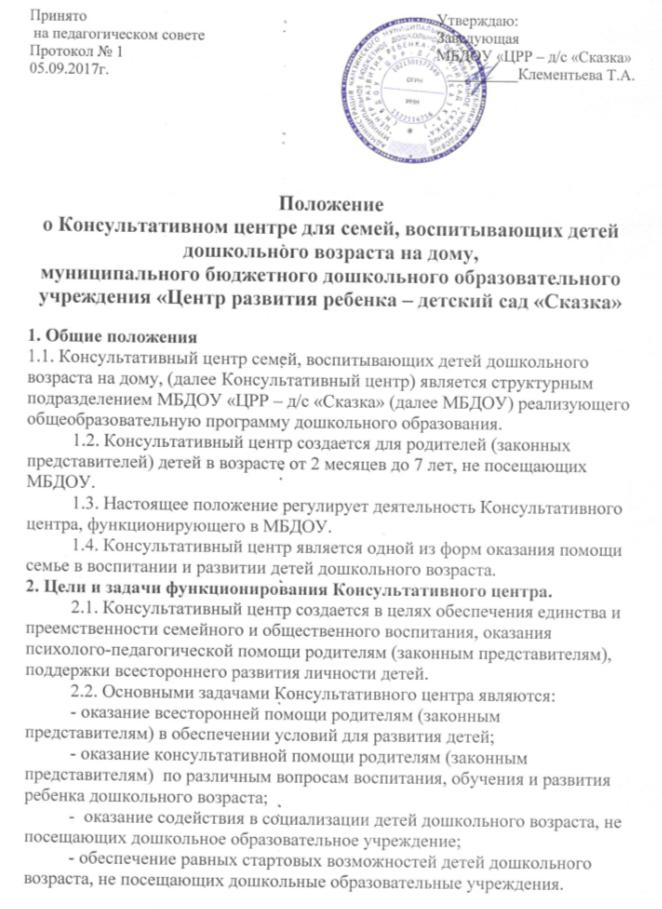 Принято
на педагогическом совете
Протокол № 1
05.09.2017г.
Утверждаю:
Заведующая
МБДОУ «ЦРР – д/с «Сказка»
Клементьева Т.А.
Положение
о Консультативном центре для семей, воспитывающих детей
дошкольного возраста на дому,
муниципального бюджетного дошкольного образовательного
учреждения «Центр развития ребенка – детский сад «Сказка»
1. Общие положения
1.1. Консультативный центр семей, воспитывающих детей дошкольного
возраста на дому, (далее Консультативный центр) является структурным
подразделением МБДОУ «ЦРР – д/с «Сказка» (далее МБДОУ) реализующего
общеобразовательную программу дошкольного образования.
1.2. Консультативный центр создается для родителей (законных
представителей) детей в возрасте от 2 месяцев до 7 лет, не посещающих
МБДОУ.
1.3. Настоящее положение регулирует деятельность Консультативного
центра, функционирующего в МБДОУ.
1.4. Консультативный центр является одной из форм оказания помощи
семье в воспитании и развитии детей дошкольного возраста.
2. Цели и задачи функционирования Консультативного центра.
2.1. Консультативный центр создается в целях обеспечения единства и
преемственности семейного и общественного воспитания, оказания
психолого-педагогической помощи родителям (законным представителям),
поддержки всестороннего развития личности детей.
2.2. Основными задачами Консультативного центра являются:
- оказание всесторонней помощи родителям (законным
представителям) в обеспечении условий для развития детей;
- оказание консультативной помощи родителям (законным
представителям) по различным вопросам воспитания, обучения и развития
ребенка дошкольного возраста;
- оказание содействия в социализации детей дошкольного возраста, не
посещающих дошкольное образовательное учреждение;
- обеспечение равных стартовых возможностей детей дошкольного
возраста, не посещающих дошкольные образовательные учреждения.